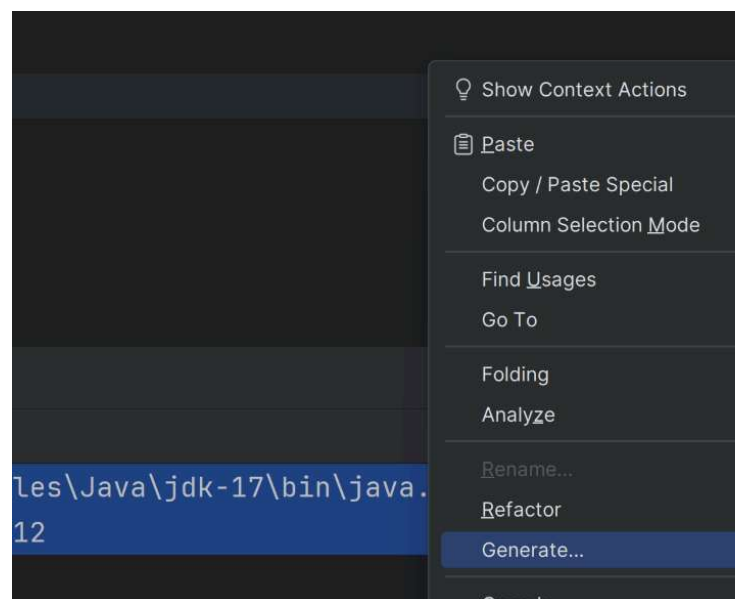 Show Context Actions
Paste
Copy / Paste Special
Column Selection Mode
Find Usages
Go To
Folding
Analyze
Rename...
Refactor
Generate...
les\Java\jdk-17\bin\java.
12